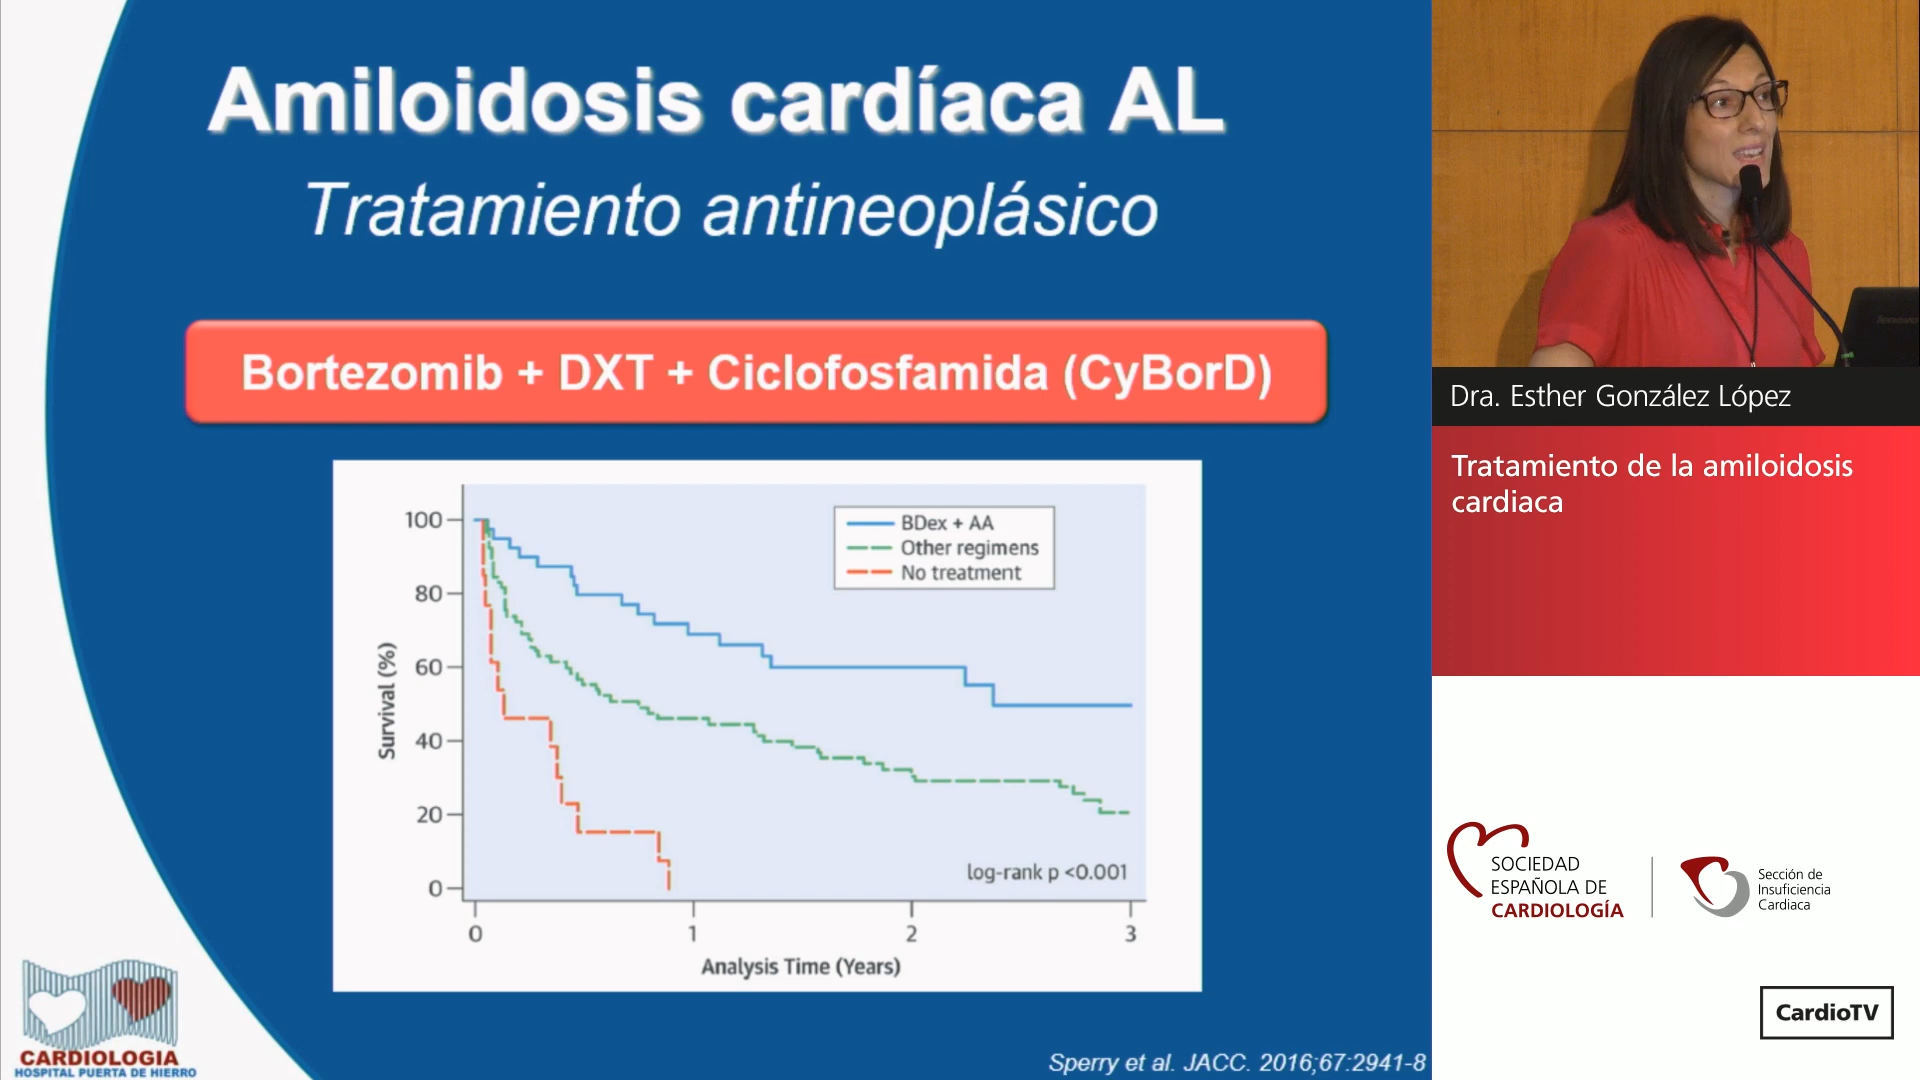 Amiloidosis cardíaca AL
Tratamiento antineoplásico
Bortezomib + DXT + Ciclofosfamida (CyBorD)
100
80
60
40
20
0
Survival (%)
BDex + AA
Other regimens
No treatment
log-rank p <0.001
0 1 2 3
Analysis Time (Years)
CARDIOLOGIA
HOSPITAL PUERTA DE HIERRO
Sperry et al. JACC. 2016;67:2941-8
lenovo
Dra. Esther González López
Tratamiento de la amiloidosis
cardiaca
SOCIEDAD
ESPAÑOLA DE
CARDIOLOGÍA
Sección de
Insuficiencia
Cardiaca
CardioTV